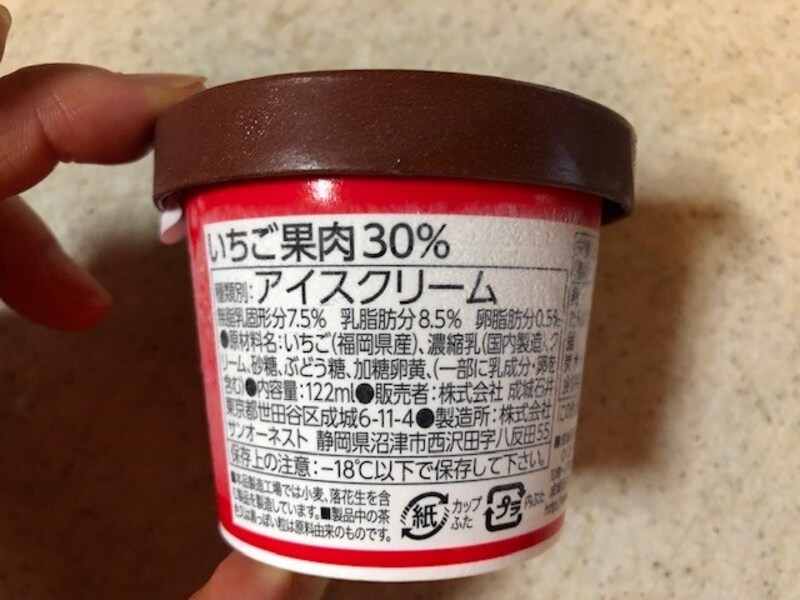 いちご果肉30%
種類別:アイスクリーム
無脂乳固形分7.5% 乳脂肪分8.5% 卵脂肪分0.5%
●原材料名:いちご(福岡県産)、濃縮乳(国内製造)、ク
リーム、砂糖、ぶどう糖、加糖卵黄、(一部に乳成分・卵を
含む)●内容量:122ml●販売者:株式会社 成城石井
東京都世田谷区成城6-11-4●製造所:株式会社
サンオーネスト 静岡県沼津市西沢田字八反田55
保存上の注意:−18℃以下で保存して下さい。
■本品製造工場では小麦、落花生を含
む製品を製造しています。■製品中の茶
色又は黒っぽい粒は原料由来のものです。
紙 カップ
ふた
プラ 内ぶた